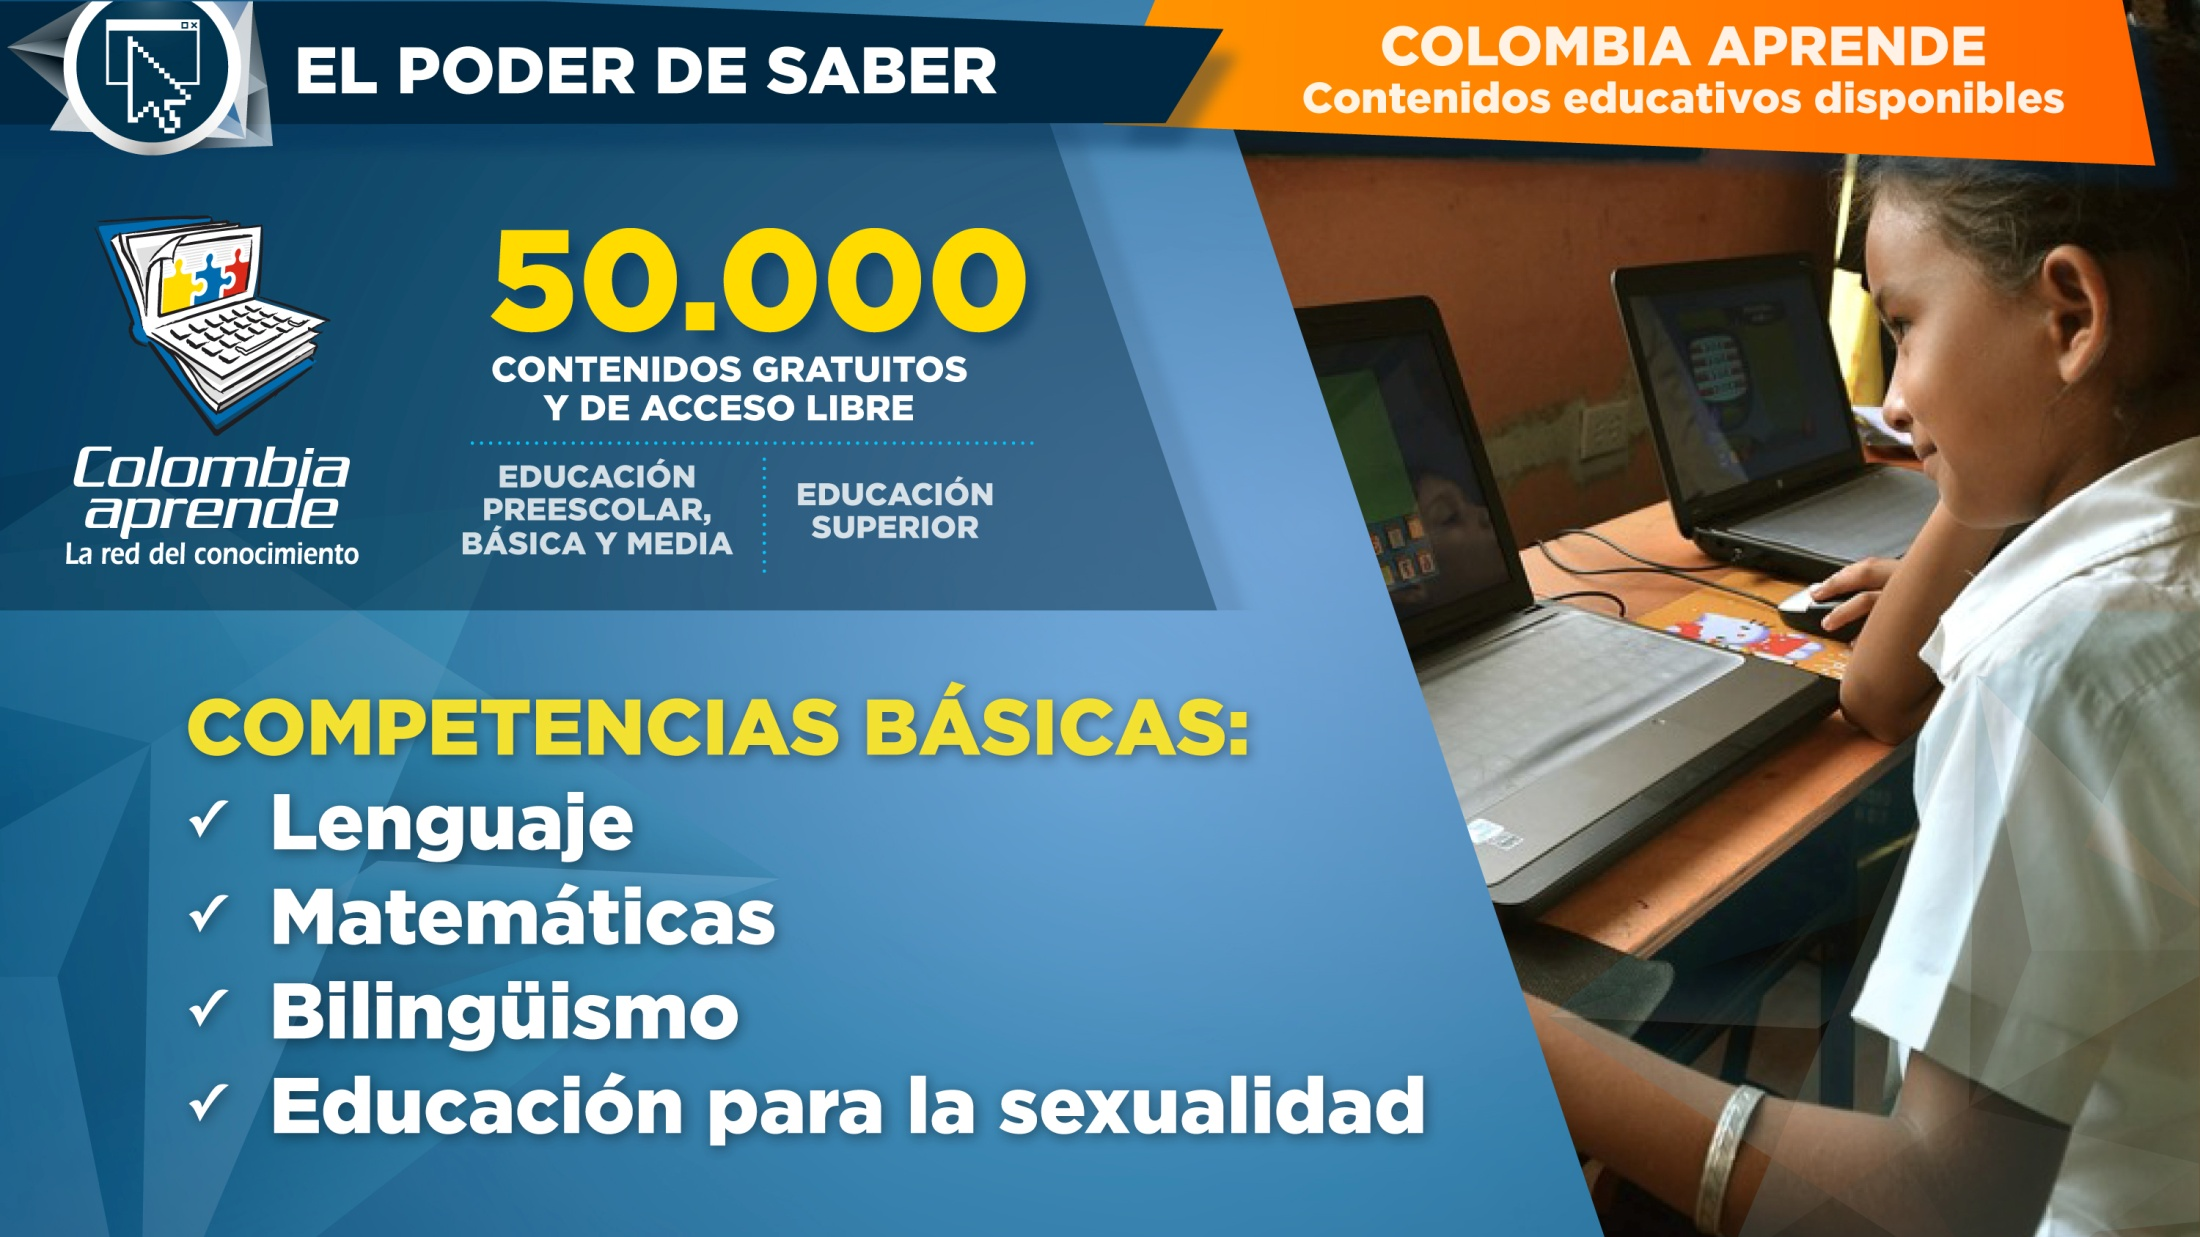 EL PODER DE SABER
COLOMBIA APRENDE
Contenidos educativos disponibles
Colombia
aprende
La red del conocimiento
50.000
CONTENIDOS GRATUITOS
Y DE ACCESO LIBRE
EDUCACIÓN
PREESCOLAR,
BÁSICA Y MEDIA
EDUCACIÓN
SUPERIOR
COMPETENCIAS BÁSICAS:
✓ Lenguaje
✓ Matemáticas
✓ Bilingüismo
✓ Educación para la sexualidad